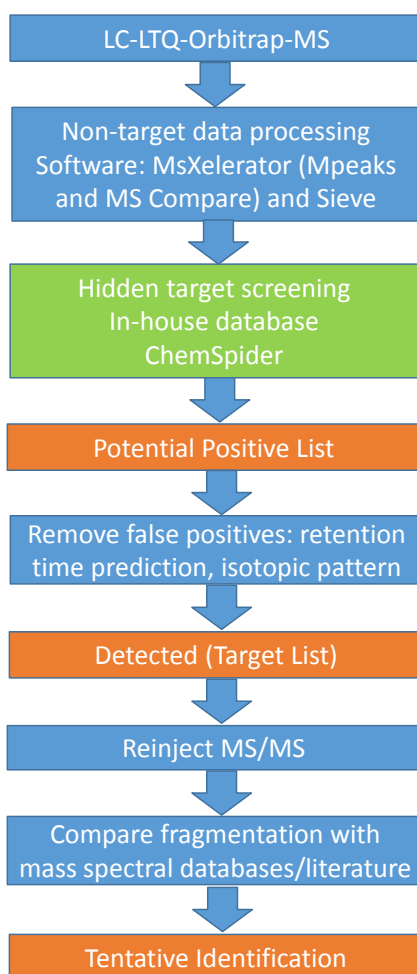 LC-LTQ-Orbitrap-MS
Non-target data processing
Software: MsXelerator (Mpeaks
and MS Compare) and Sieve
Hidden target screening
In-house database
ChemSpider
Potential Positive List
Remove false positives: retention
time prediction, isotopic pattern
Detected (Target List)
Reinject MS/MS
Compare fragmentation with
mass spectral databases/literature
Tentative Identification